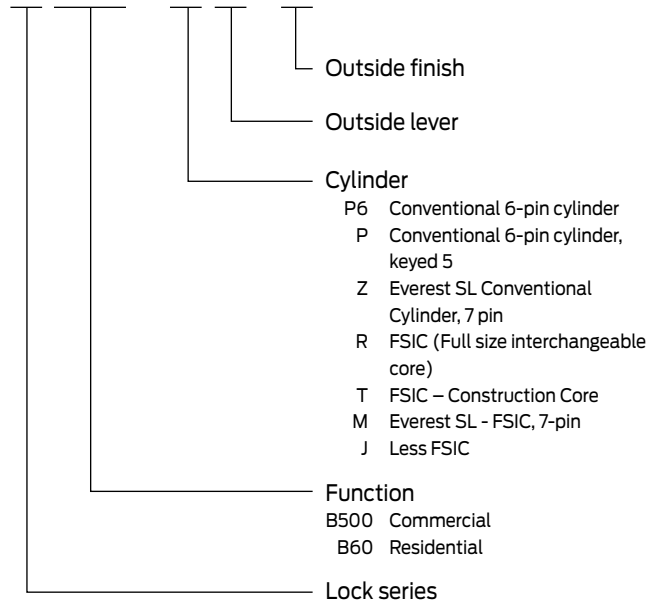 Outside finish
Outside lever
Cylinder
P6 Conventional 6-pin cylinder
P Conventional 6-pin cylinder,
keyed 5
Z Everest SL Conventional
Cylinder, 7 pin
R FSIC (Full size interchangeable
core)
T FSIC – Construction Core
M Everest SL - FSIC, 7-pin
J Less FSIC
Function
B500 Commercial
B60 Residential
Lock series